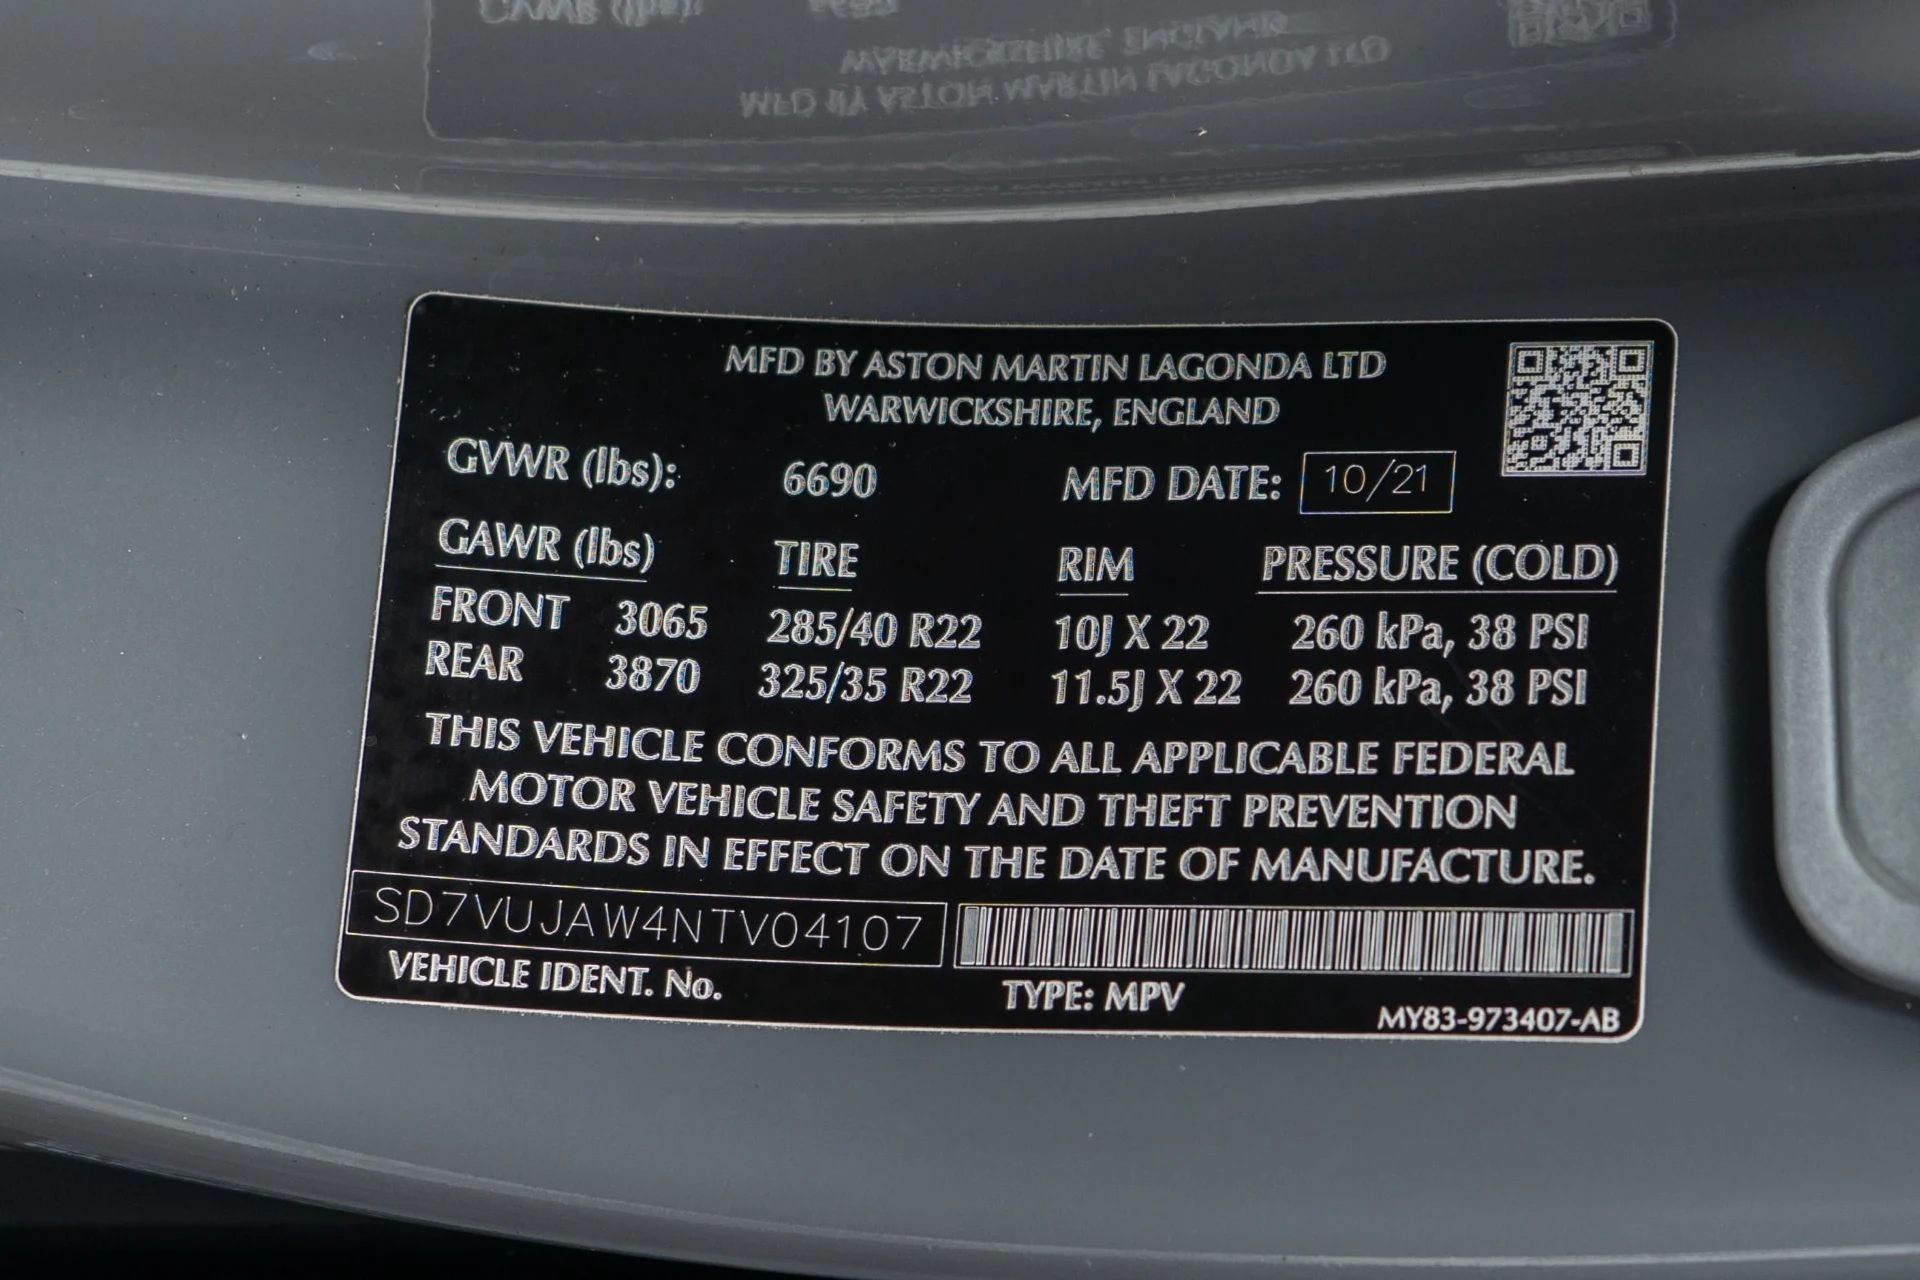 MFD BY ASTON MARTIN LAGONDA LTD
WARWICKSHIRE, ENGLAND
GVWR (lbs): 6690 MFD DATE: 10/21
GAWR (lbs) TIRE RIM PRESSURE (COLD)
FRONT 3065 285/40 R22 10J X 22 260 kPa, 38 PSI
REAR 3870 325/35 R22 11.5J X 22 260 kPa, 38 PSI
THIS VEHICLE CONFORMS TO ALL APPLICABLE FEDERAL
MOTOR VEHICLE SAFETY AND THEFT PREVENTION
STANDARDS IN EFFECT ON THE DATE OF MANUFACTURE.
SD7VUJAW4NTV04107
VEHICLE IDENT. No. TYPE: MPV MY83-973407-AB